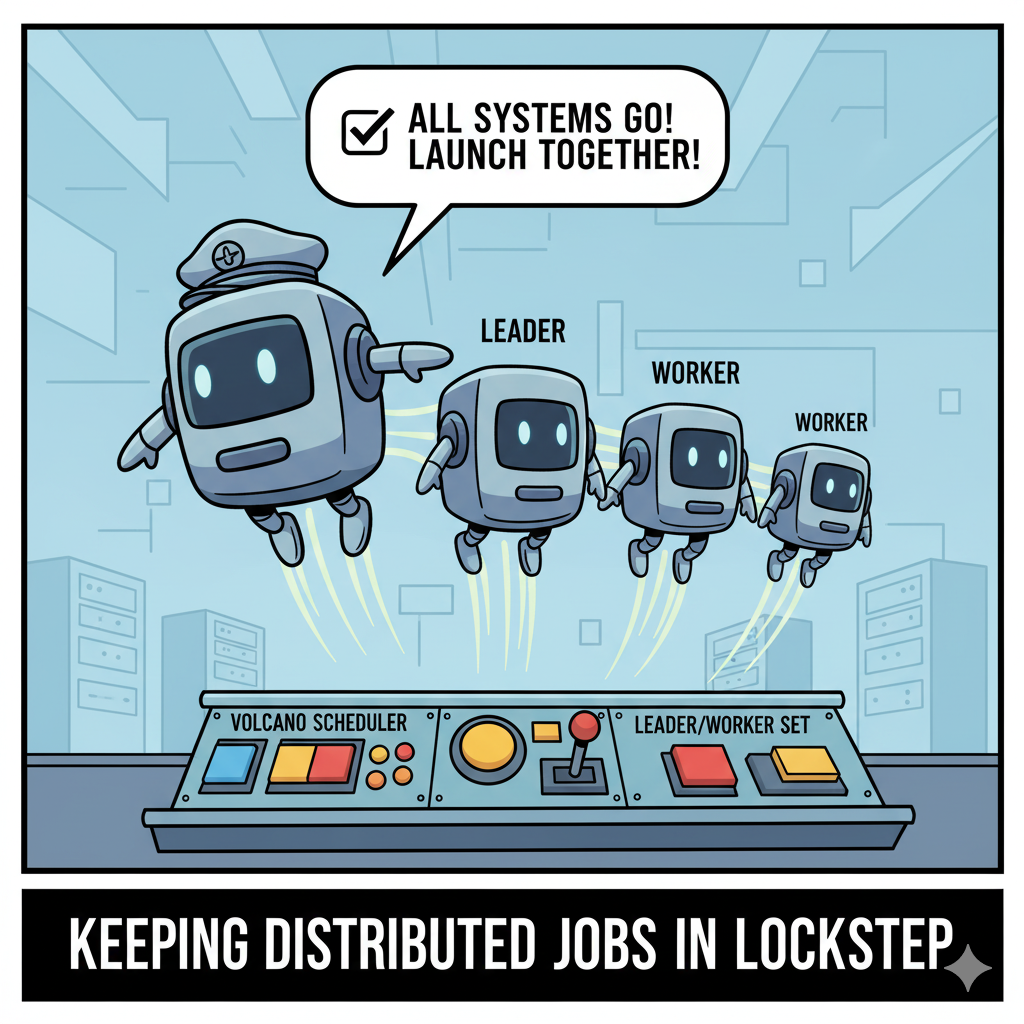 ALL SYSTEMS GO!
LAUNCH TOGETHER!
LEADER
WORKER
WORKER
VOLCANO SCHEDULER
LEADER/WORKER SET
KEEPING DISTRIBUTED JOBS IN LOCKSTEP